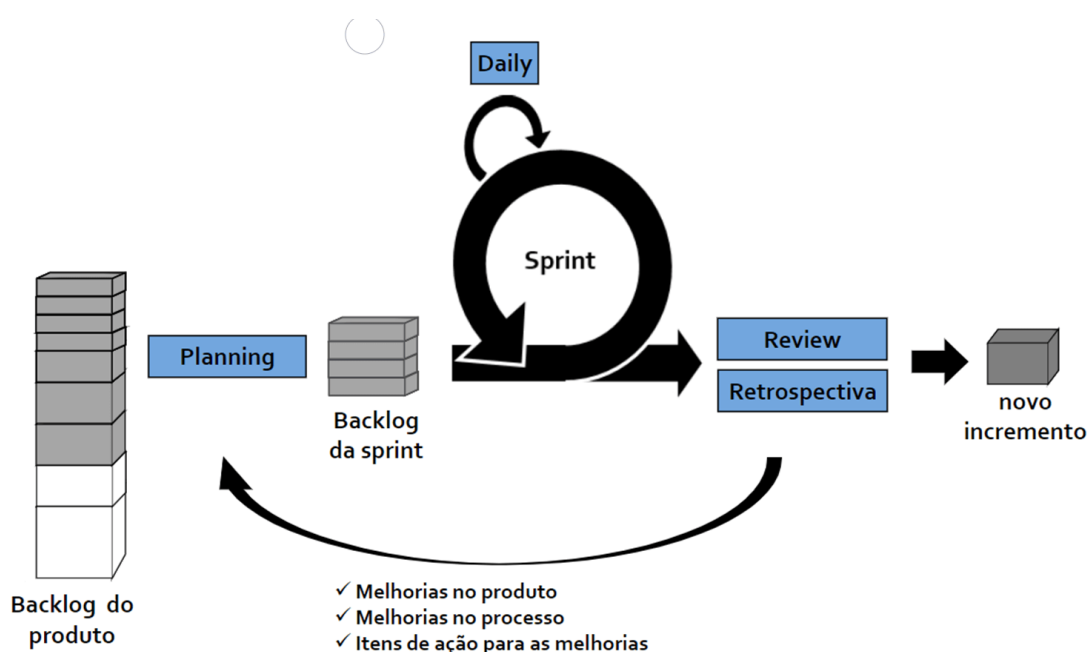 Daily
Sprint
Planning
Review
Retrospectiva
Backlog
da sprint
novo
incremento
Backlog do
produto
✓ Melhorias no produto
✓ Melhorias no processo
✓ Itens de ação para as melhorias